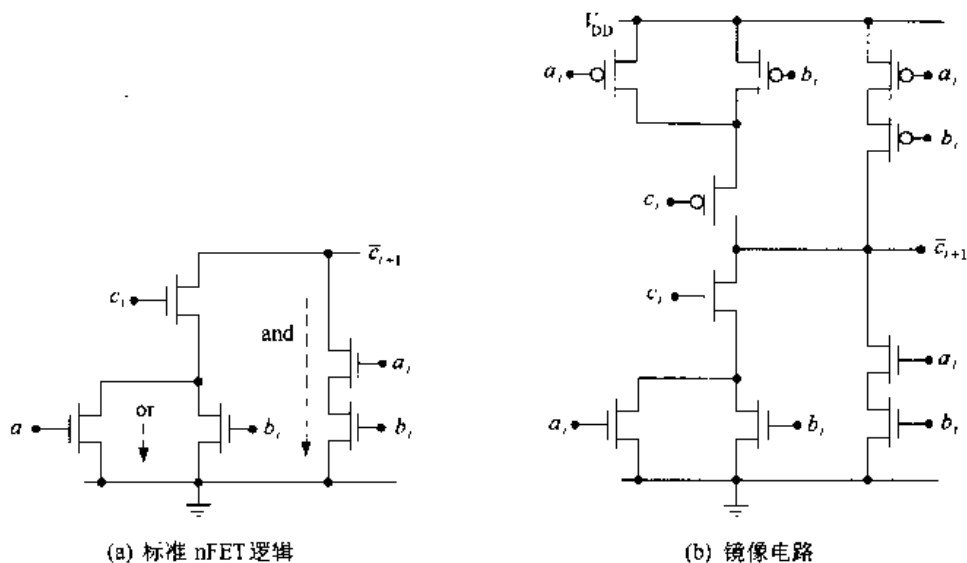 V_DD
a_i
b_i
a_i
b_i
c_i
c̄_{i+1}
c_i
a_i
b_i
a_i
b_i
c̄_{i+1}
c_i
and
a_i
or
b_i
a
b_i
(a) 标准 nFET 逻辑
(b) 镜像电路